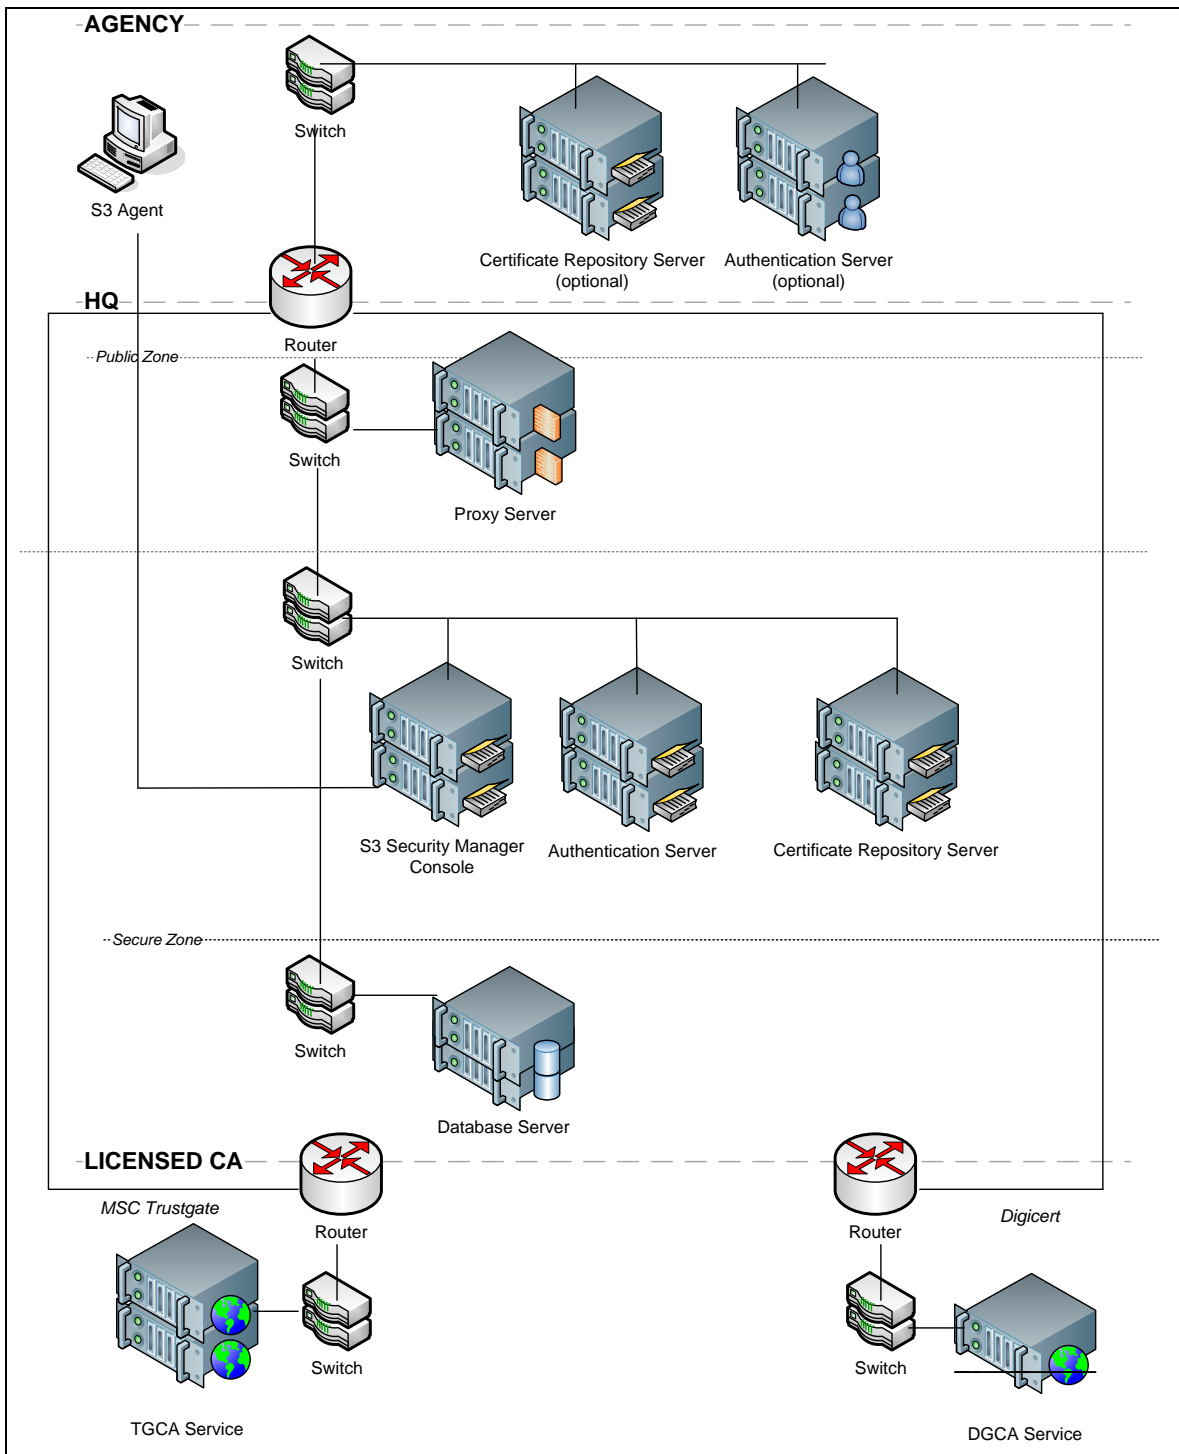 AGENCY
Switch
S3 Agent
Certificate Repository Server
(optional)
Authentication Server
(optional)
HQ
Router
Public Zone
Switch
Proxy Server
Switch
S3 Security Manager
Console
Authentication Server
Certificate Repository Server
Secure Zone
Switch
Database Server
LICENSED CA
MSC Trustgate
Router
Router
Digicert
Switch
Switch
TGCA Service
DGCA Service